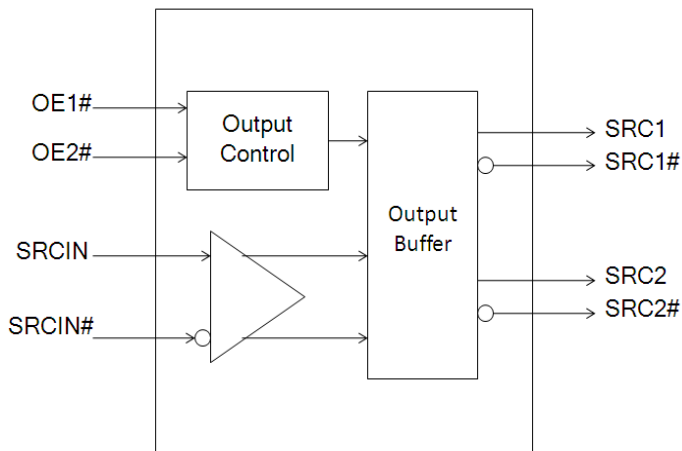 OE1#
OE2#
Output
Control
SRCIN
SRCIN#
Output
Buffer
SRC1
SRC1#
SRC2
SRC2#